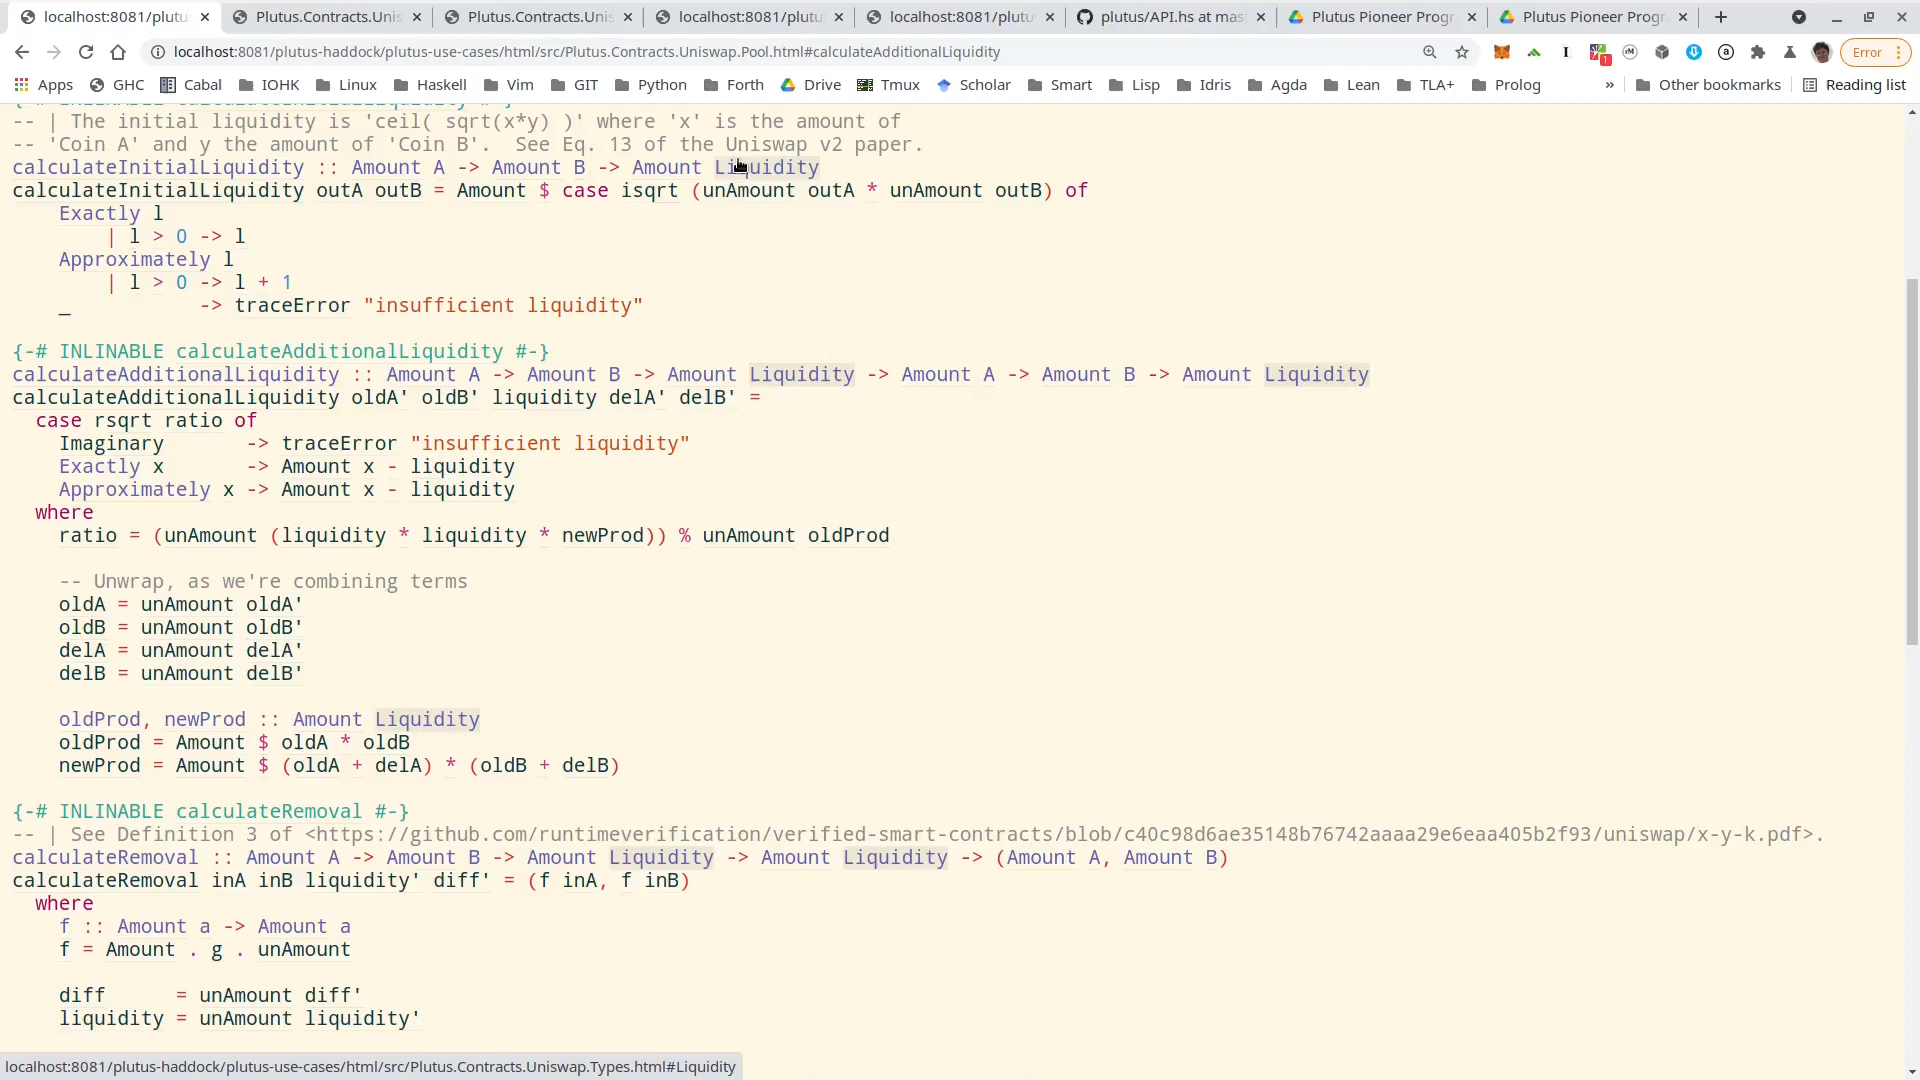 localhost:8081/plutu
Plutus.Contracts.Unis
Plutus.Contracts.Unis
localhost:8081/plutu
localhost:8081/plutu
plutus/API.hs at mas
Plutus Pioneer Progr
Plutus Pioneer Progr
localhost:8081/plutus-haddock/plutus-use-cases/html/src/Plutus.Contracts.Uniswap.Pool.html#calculateAdditionalLiquidity
Error
Apps GHC Cabal IOHK Linux Haskell Vim GIT Python Forth Drive Tmux Scholar Smart Lisp Idris Agda Lean TLA+ Prolog » Other bookmarks Reading list
{-# INLINABLE calculateInitialLiquidity #-}
-- | The initial liquidity is 'ceil( sqrt(x*y) )' where 'x' is the amount of
-- 'Coin A' and y the amount of 'Coin B'.  See Eq. 13 of the Uniswap v2 paper.
calculateInitialLiquidity :: Amount A -> Amount B -> Amount Liquidity
calculateInitialLiquidity outA outB = Amount $ case isqrt (unAmount outA * unAmount outB) of
    Exactly l
        | l > 0 -> l
    Approximately l
        | l > 0 -> l + 1
    _           -> traceError "insufficient liquidity"
{-# INLINABLE calculateAdditionalLiquidity #-}
calculateAdditionalLiquidity :: Amount A -> Amount B -> Amount Liquidity -> Amount A -> Amount B -> Amount Liquidity
calculateAdditionalLiquidity oldA' oldB' liquidity delA' delB' =
  case rsqrt ratio of
    Imaginary       -> traceError "insufficient liquidity"
    Exactly x       -> Amount x - liquidity
    Approximately x -> Amount x - liquidity
  where
    ratio = (unAmount (liquidity * liquidity * newProd)) % unAmount oldProd
    -- Unwrap, as we're combining terms
    oldA = unAmount oldA'
    oldB = unAmount oldB'
    delA = unAmount delA'
    delB = unAmount delB'
    oldProd, newProd :: Amount Liquidity
    oldProd = Amount $ oldA * oldB
    newProd = Amount $ (oldA + delA) * (oldB + delB)
{-# INLINABLE calculateRemoval #-}
-- | See Definition 3 of <https://github.com/runtimeverification/verified-smart-contracts/blob/c40c98d6ae35148b76742aaaa29e6eaa405b2f93/uniswap/x-y-k.pdf>.
calculateRemoval :: Amount A -> Amount B -> Amount Liquidity -> Amount Liquidity -> (Amount A, Amount B)
calculateRemoval inA inB liquidity' diff' = (f inA, f inB)
  where
    f :: Amount a -> Amount a
    f = Amount . g . unAmount
    diff      = unAmount diff'
    liquidity = unAmount liquidity'
localhost:8081/plutus-haddock/plutus-use-cases/html/src/Plutus.Contracts.Uniswap.Types.html#Liquidity